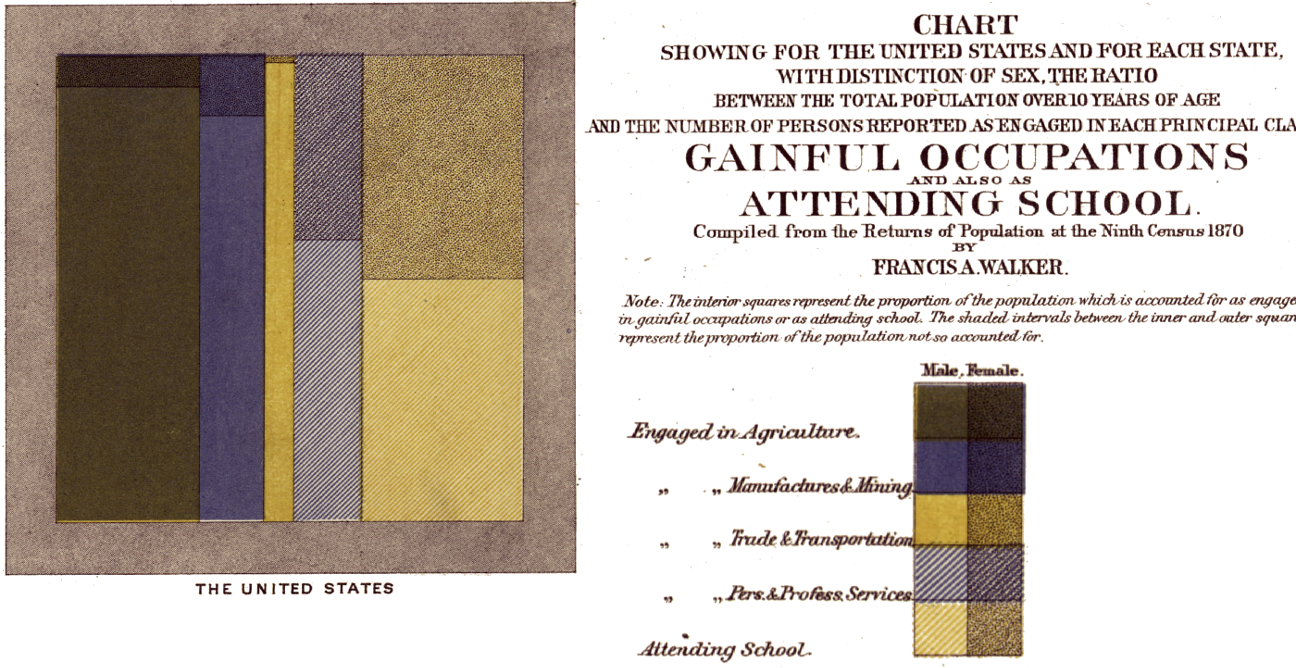 CHART
SHOWING FOR THE UNITED STATES AND FOR EACH STATE,
WITH DISTINCTION OF SEX, THE RATIO
BETWEEN THE TOTAL POPULATION OVER 10 YEARS OF AGE
AND THE NUMBER OF PERSONS REPORTED AS ENGAGED IN EACH PRINCIPAL CLA
GAINFUL OCCUPATIONS
AND ALSO AS
ATTENDING SCHOOL.
Compiled from the Returns of Population at the Ninth Census 1870
BY
FRANCIS A. WALKER.
Note: The interior squares represent the proportion of the population which is accounted for as engage
in gainful occupations or as attending school. The shaded intervals between the inner and outer squar
represent the proportion of the population not so accounted for.
Male, Female.
Engaged in Agriculture.
„ „ Manufactures & Mining.
„ „ Trade & Transportation
„ „ Pers. & Profess. Services.
Attending School.
THE UNITED STATES